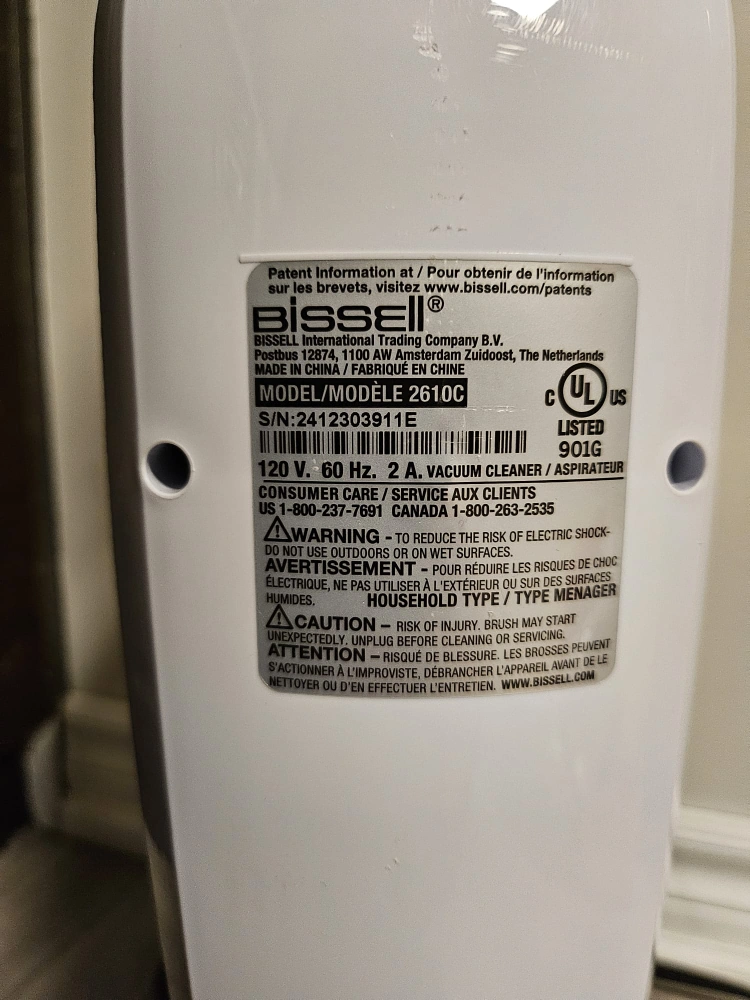 Patent Information at / Pour obtenir de l'information
sur les brevets, visitez www.bissell.com/patents
BISSELL®
BISSELL International Trading Company B.V.
Postbus 12874, 1100 AW Amsterdam Zuidoost, The Netherlands
MADE IN CHINA / FABRIQUÉ EN CHINE
MODEL/MODÈLE 2610C
C UL US
S/N:2412303911E
LISTED
901G
120 V. 60 Hz. 2 A. VACUUM CLEANER / ASPIRATEUR
CONSUMER CARE / SERVICE AUX CLIENTS
US 1-800-237-7691 CANADA 1-800-263-2535
WARNING - TO REDUCE THE RISK OF ELECTRIC SHOCK-
DO NOT USE OUTDOORS OR ON WET SURFACES.
AVERTISSEMENT - POUR RÉDUIRE LES RISQUES DE CHOC
ÉLECTRIQUE, NE PAS UTILISER À L'EXTÉRIEUR OU SUR DES SURFACES
HUMIDES. HOUSEHOLD TYPE / TYPE MENAGER
CAUTION – RISK OF INJURY. BRUSH MAY START
UNEXPECTEDLY. UNPLUG BEFORE CLEANING OR SERVICING.
ATTENTION – RISQUÉ DE BLESSURE. LES BROSSES PEUVENT
S'ACTIONNER À L'IMPROVISTE, DÉBRANCHER L'APPAREIL AVANT DE LE
NETTOYER OU D'EN EFFECTUER L'ENTRETIEN. WWW.BISSELL.COM